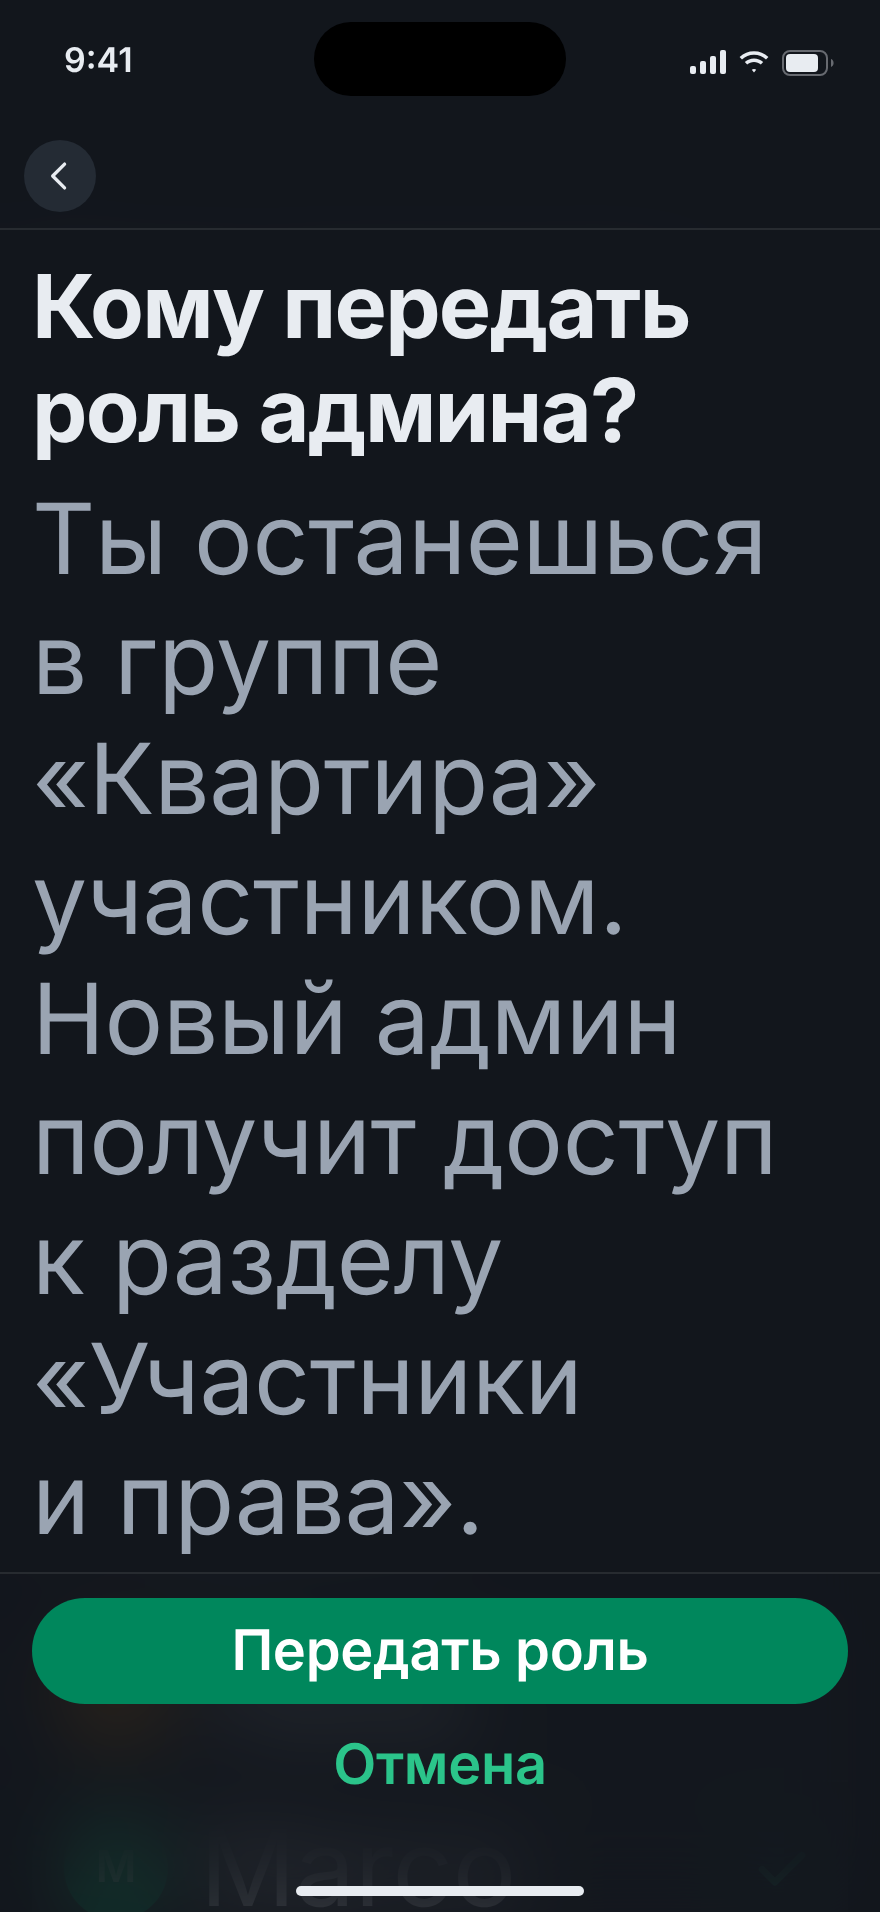 9:41
Кому передать
роль админа?
Ты останешься
в группе
«Квартира»
участником.
Новый админ
получит доступ
к разделу
«Участники
и права».
Передать роль
Отмена
M Marco